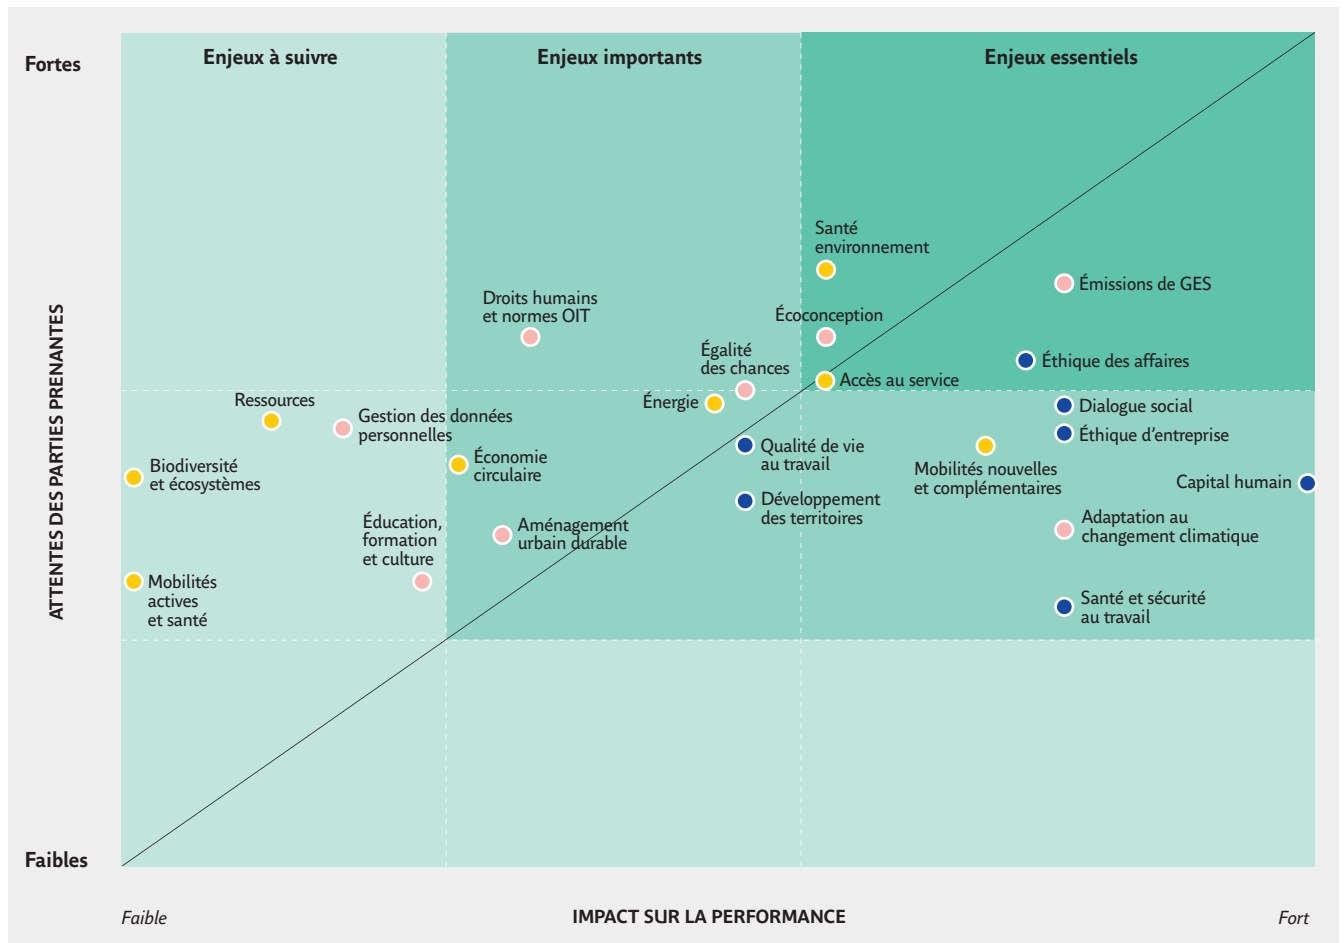 Enjeux à suivre
Enjeux importants
Enjeux essentiels
Fortes
Santé
environnement
Émissions de GES
Droits humains
et normes OIT
Écoconception
Égalité
des chances
Éthique des affaires
Accès au service
Ressources
Énergie
Dialogue social
Gestion des données
personnelles
Éthique d'entreprise
Qualité de vie
au travail
Économie
circulaire
Mobilités nouvelles
et complémentaires
Biodiversité
et écosystèmes
Capital humain
Développement
des territoires
Éducation,
formation
et culture
Aménagement
urbain durable
Adaptation au
changement climatique
Mobilités
actives
et santé
Santé et sécurité
au travail
ATTENTES DES PARTIES PRENANTES
Faibles
Faible
IMPACT SUR LA PERFORMANCE
Fort